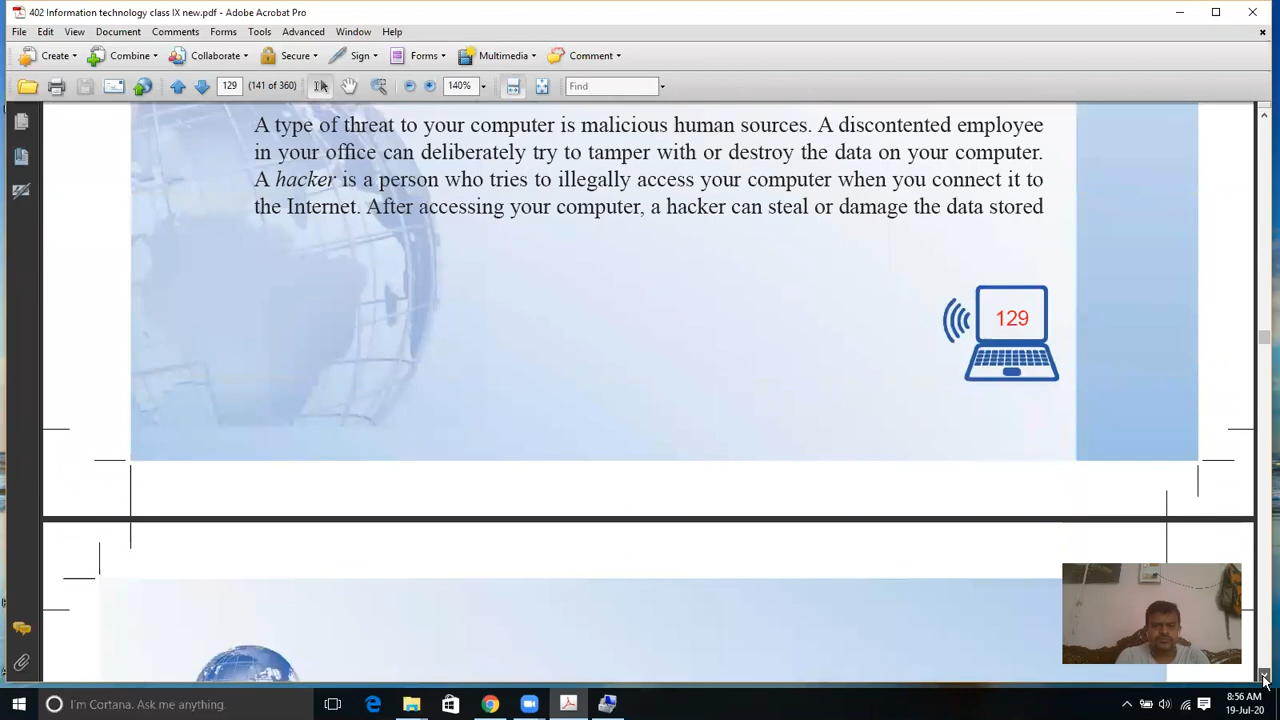 402 Information technology class IX new.pdf - Adobe Acrobat Pro
File Edit View Document Comments Forms Tools Advanced Window Help
Create Combine Collaborate Secure Sign Forms Multimedia Comment
129 (141 of 360) 140% Find
A type of threat to your computer is malicious human sources. A discontented employee
in your office can deliberately try to tamper with or destroy the data on your computer.
A hacker is a person who tries to illegally access your computer when you connect it to
the Internet. After accessing your computer, a hacker can steal or damage the data stored
129
I'm Cortana. Ask me anything.
8:56 AM
19-Jul-20